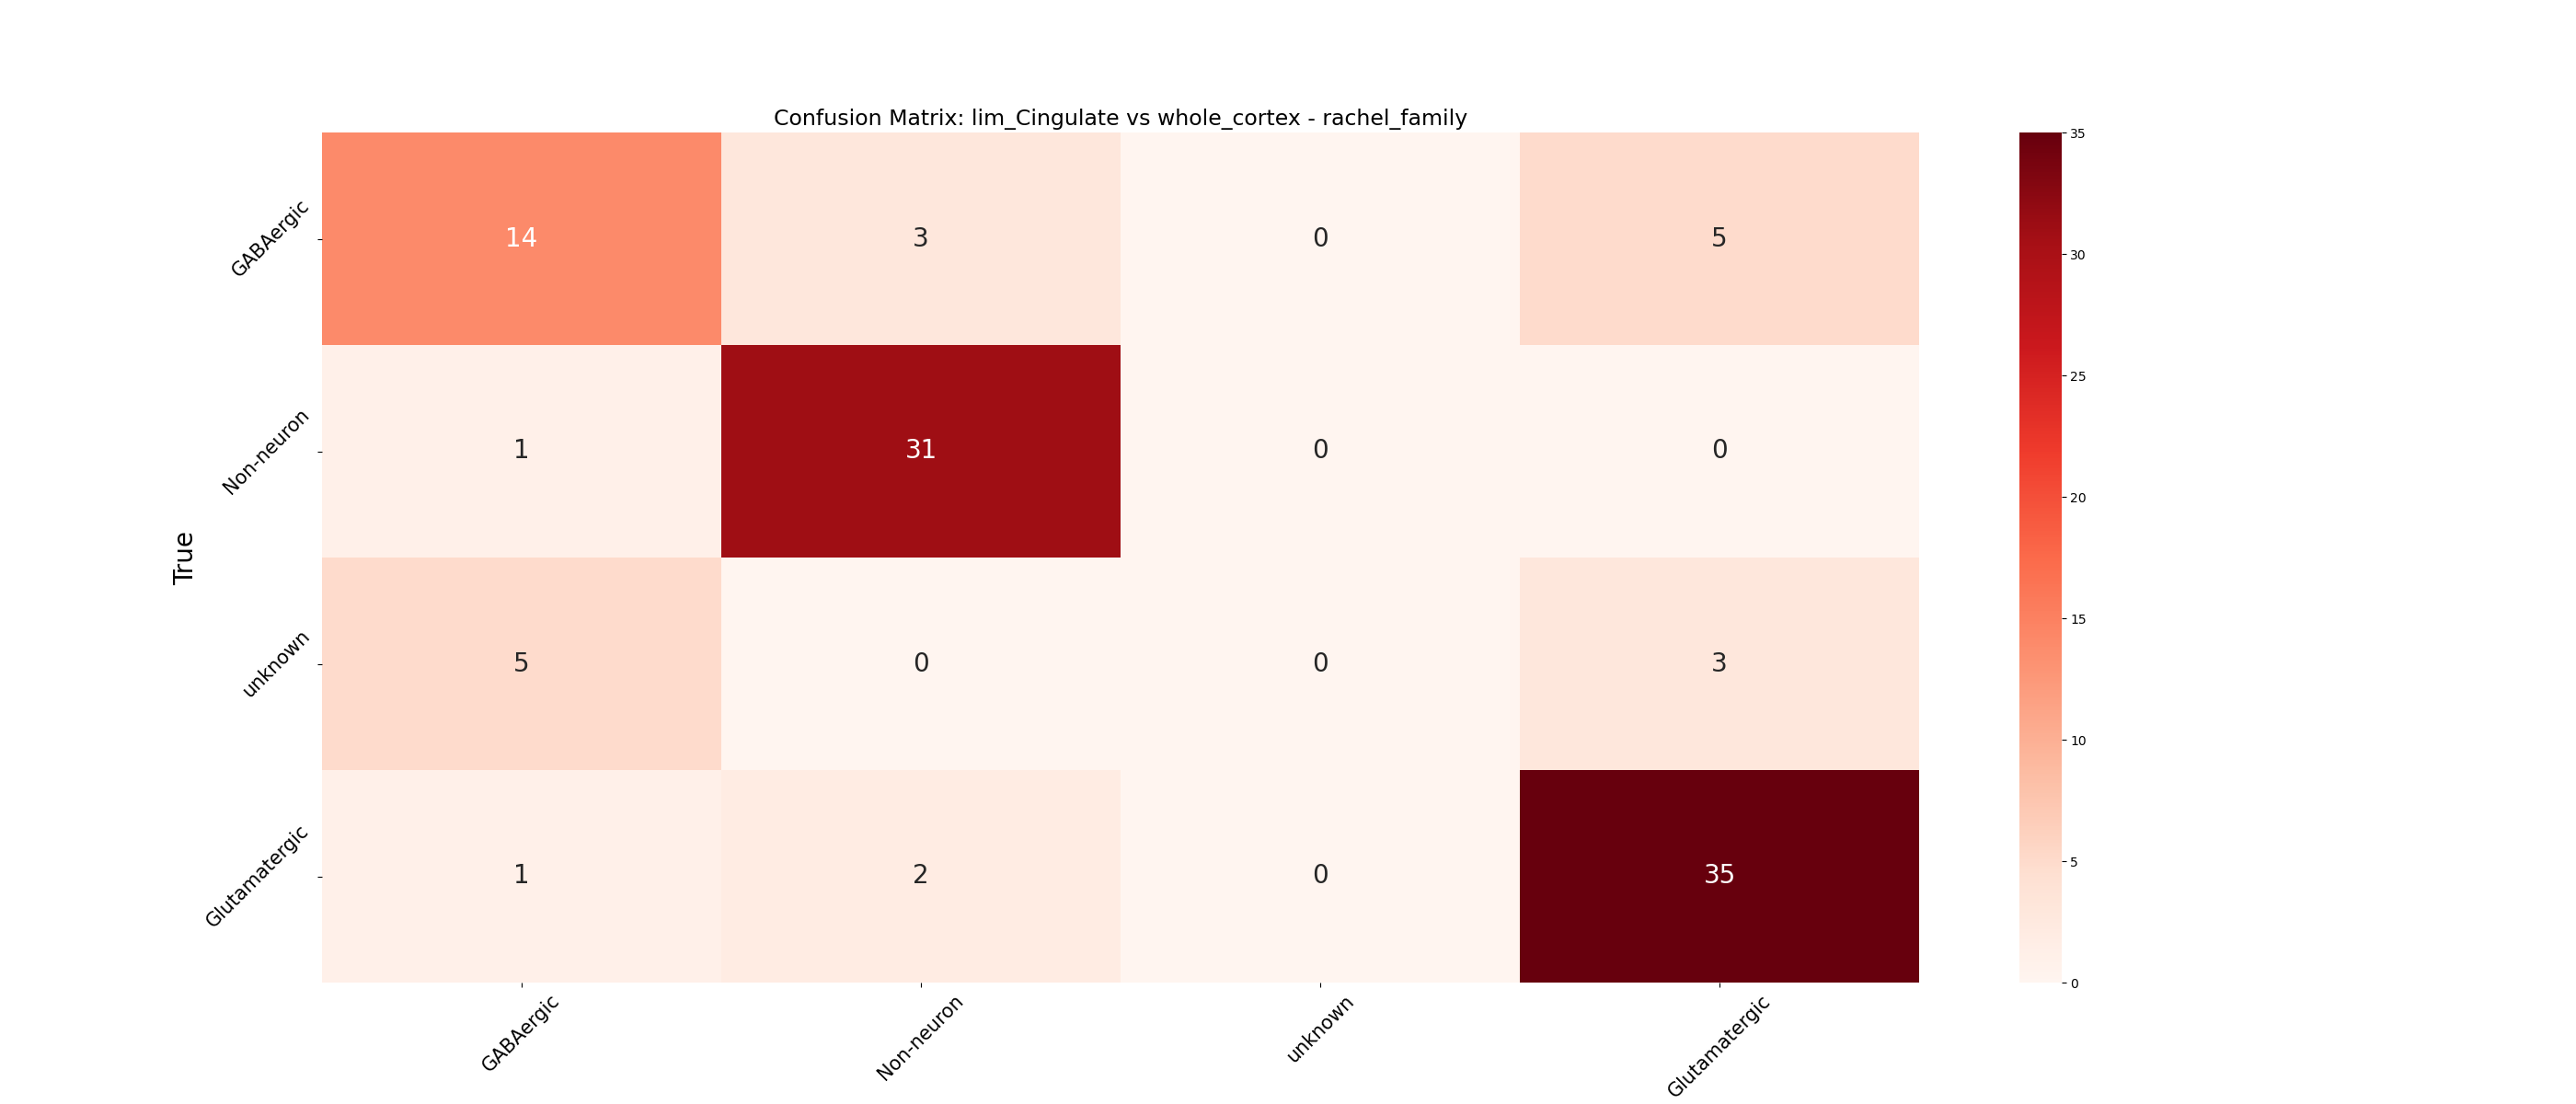 Confusion Matrix: lim_Cingulate vs whole_cortex - rachel_family
GABAergic
14
3
0
5
Non-neuron
1
31
0
0
unknown
5
0
0
3
Glutamatergic
1
2
0
35
True
GABAergic
Non-neuron
unknown
Glutamatergic
35
30
25
20
15
10
5
0